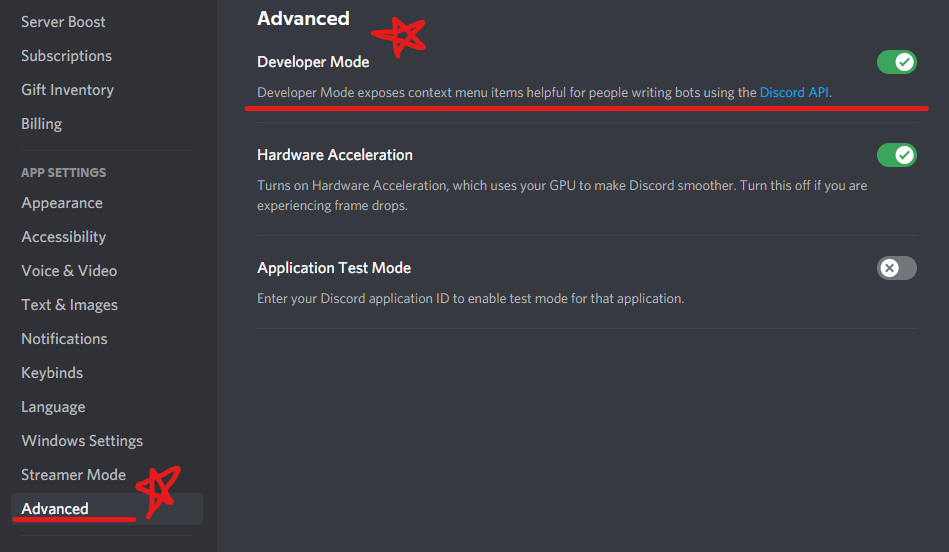 Server Boost
Subscriptions
Gift Inventory
Billing
APP SETTINGS
Appearance
Accessibility
Voice & Video
Text & Images
Notifications
Keybinds
Language
Windows Settings
Streamer Mode
Advanced
Advanced
Developer Mode
Developer Mode exposes context menu items helpful for people writing bots using the Discord API.
Hardware Acceleration
Turns on Hardware Acceleration, which uses your GPU to make Discord smoother. Turn this off if you are
experiencing frame drops.
Application Test Mode
Enter your Discord application ID to enable test mode for that application.